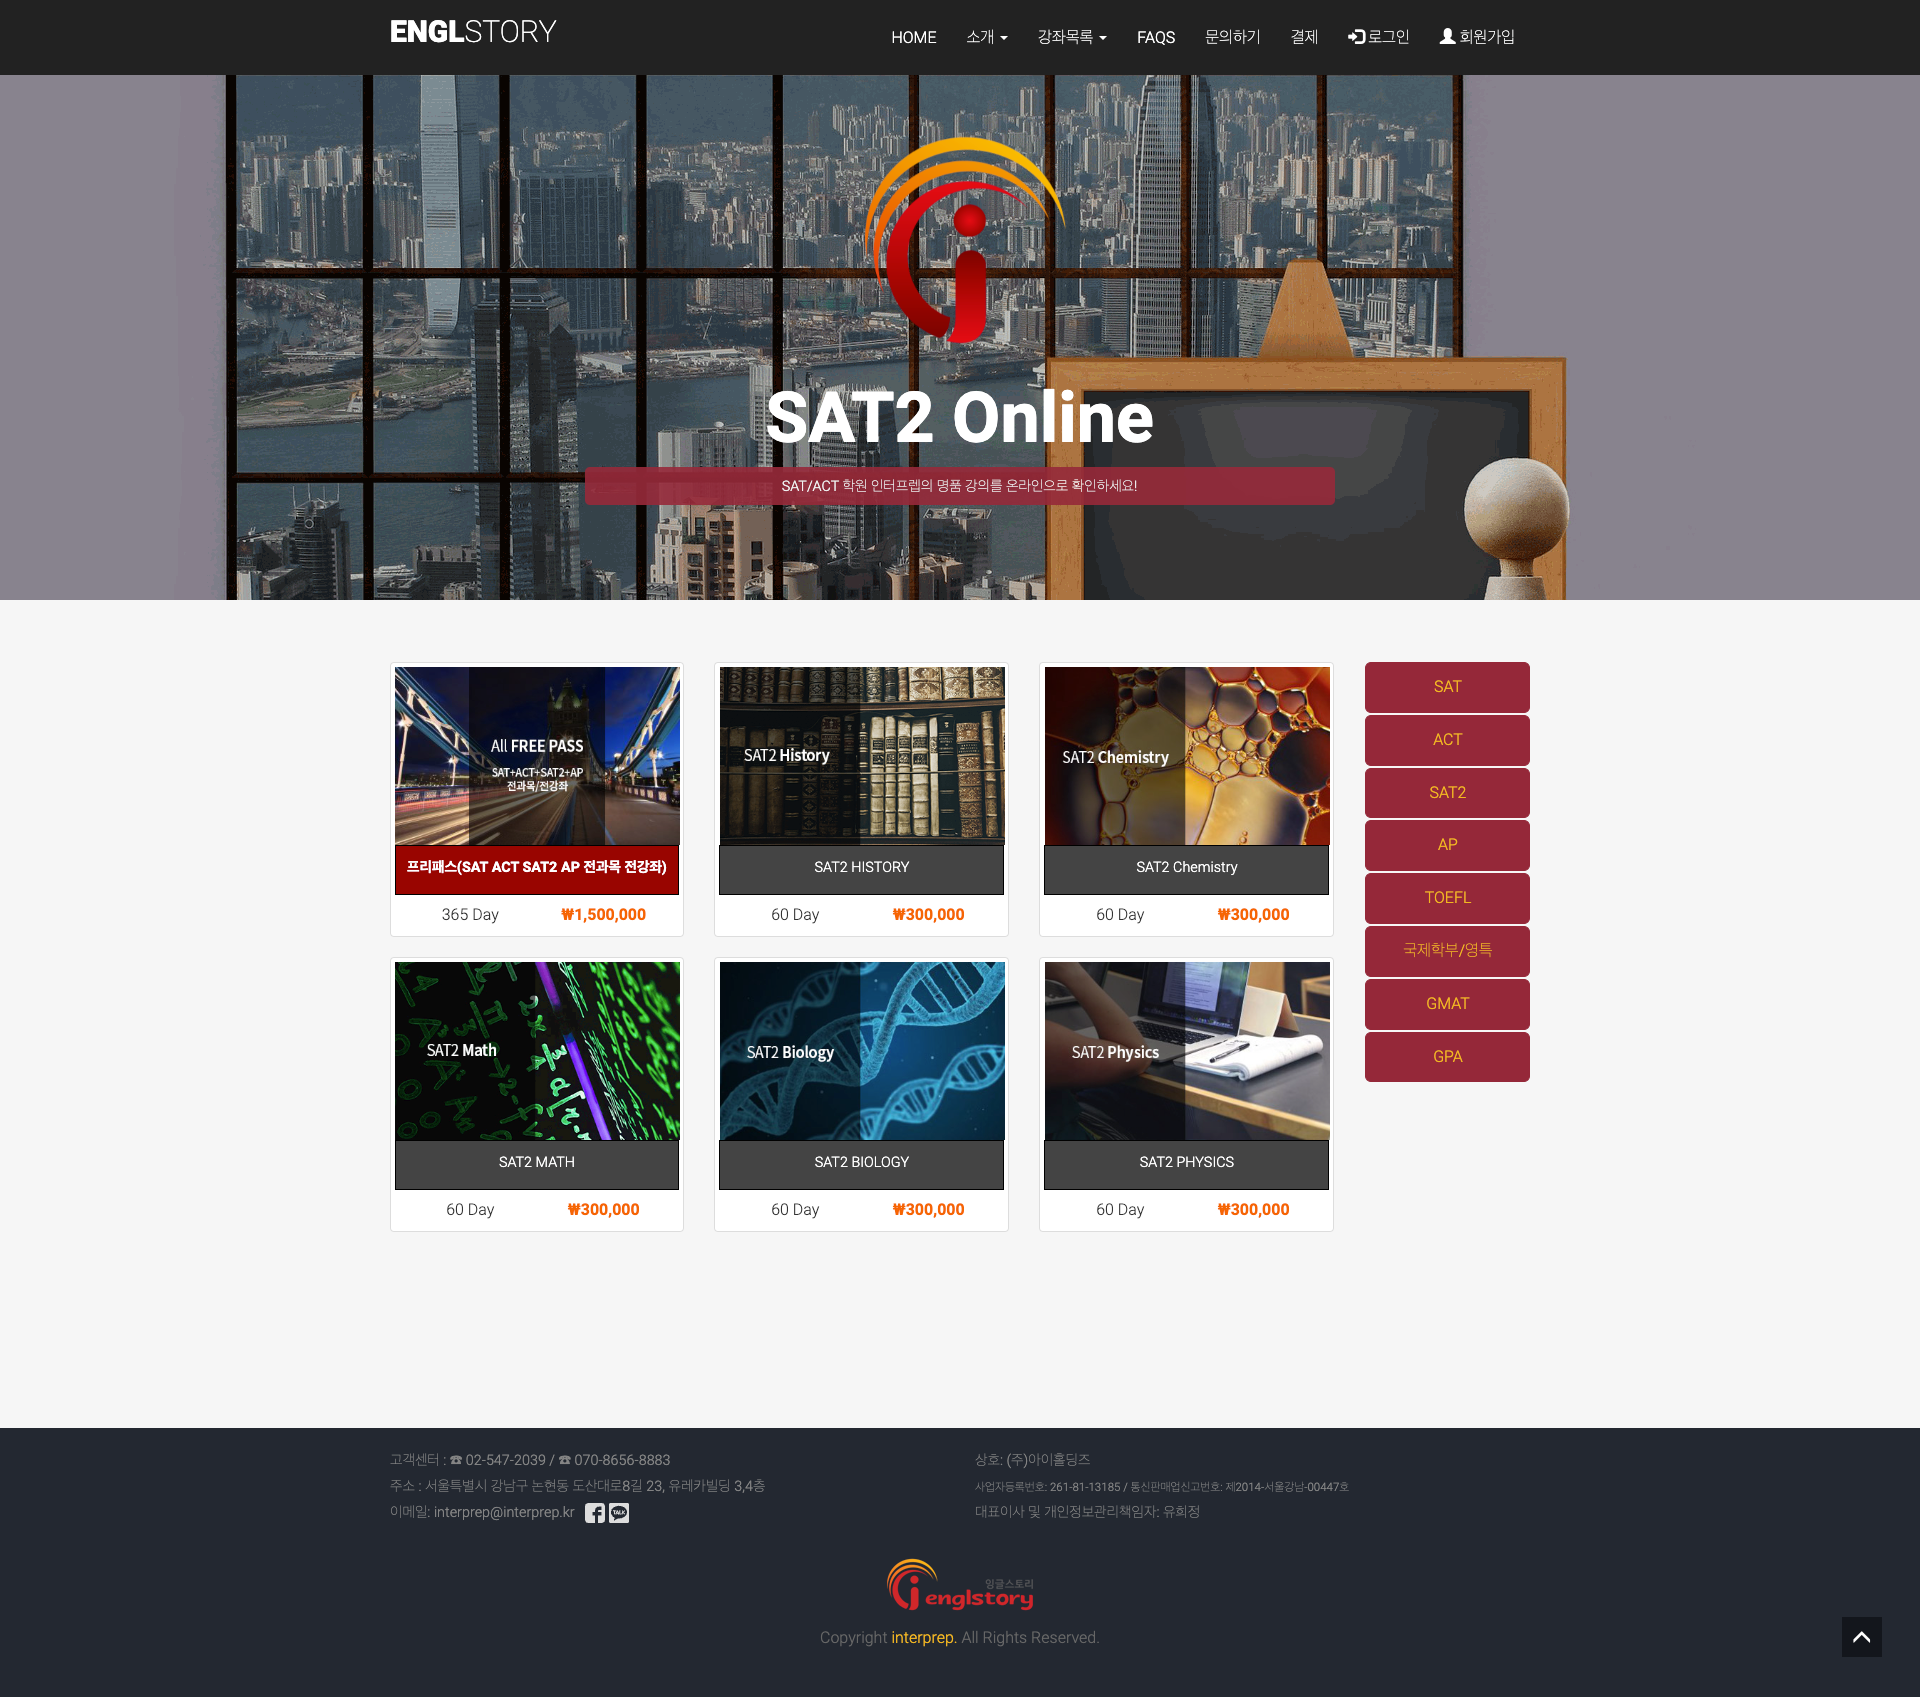 ENGLSTORY
HOME 소개 강좌목록 FAQS 문의하기 결제 로그인 회원가입
SAT2 Online
SAT/ACT 학원 인터프렙의 명품 강의를 온라인으로 확인하세요!
All FREE PASS
SAT+ACT+SAT2+AP
전과목/전강좌
프리패스(SAT ACT SAT2 AP 전과목 전강좌)
365 Day ₩1,500,000
SAT2 History
SAT2 HISTORY
60 Day ₩300,000
SAT2 Chemistry
SAT2 Chemistry
60 Day ₩300,000
SAT2 Math
SAT2 MATH
60 Day ₩300,000
SAT2 Biology
SAT2 BIOLOGY
60 Day ₩300,000
SAT2 Physics
SAT2 PHYSICS
60 Day ₩300,000
SAT
ACT
SAT2
AP
TOEFL
국제학부/영특
GMAT
GPA
고객센터 : ☎ 02-547-2039 / ☎ 070-8656-8883
주소 : 서울특별시 강남구 논현동 도산대로8길 23, 유레카빌딩 3,4층
이메일: interprep@interprep.kr TALK
상호: (주)아이홀딩즈
사업자등록번호: 261-81-13185 / 통신판매업신고번호: 제2014-서울강남-00447호
대표이사 및 개인정보관리책임자: 유희정
잉글스토리
englstory
Copyright interprep. All Rights Reserved.